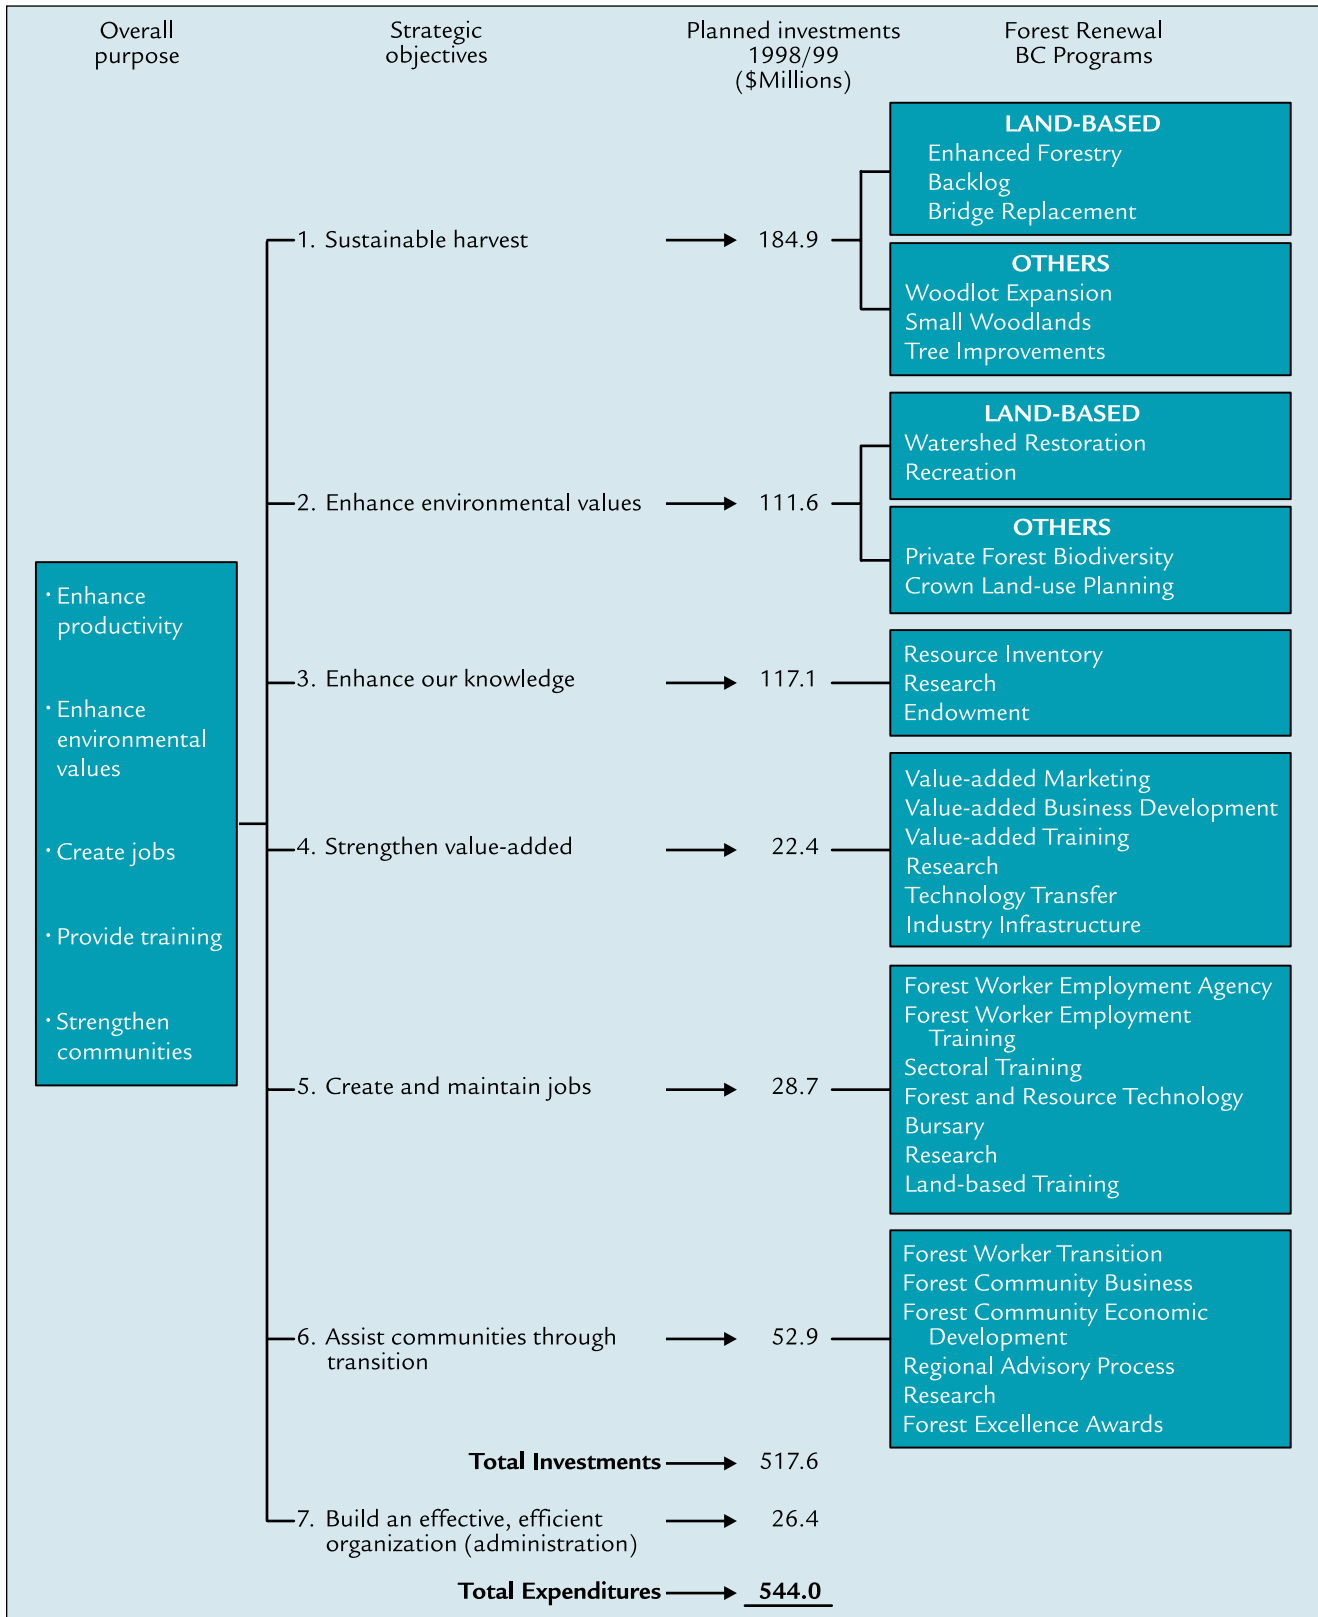 Overall
purpose
Strategic
objectives
Planned investments
1998/99
($Millions)
Forest Renewal
BC Programs
· Enhance
productivity
· Enhance
environmental
values
· Create jobs
· Provide training
· Strengthen
communities
1. Sustainable harvest
184.9
LAND-BASED
Enhanced Forestry
Backlog
Bridge Replacement
OTHERS
Woodlot Expansion
Small Woodlands
Tree Improvements
2. Enhance environmental values
111.6
LAND-BASED
Watershed Restoration
Recreation
OTHERS
Private Forest Biodiversity
Crown Land-use Planning
3. Enhance our knowledge
117.1
Resource Inventory
Research
Endowment
4. Strengthen value-added
22.4
Value-added Marketing
Value-added Business Development
Value-added Training
Research
Technology Transfer
Industry Infrastructure
5. Create and maintain jobs
28.7
Forest Worker Employment Agency
Forest Worker Employment
Training
Sectoral Training
Forest and Resource Technology
Bursary
Research
Land-based Training
6. Assist communities through
transition
52.9
Forest Worker Transition
Forest Community Business
Forest Community Economic
Development
Regional Advisory Process
Research
Forest Excellence Awards
Total Investments
517.6
7. Build an effective, efficient
organization (administration)
26.4
Total Expenditures
544.0